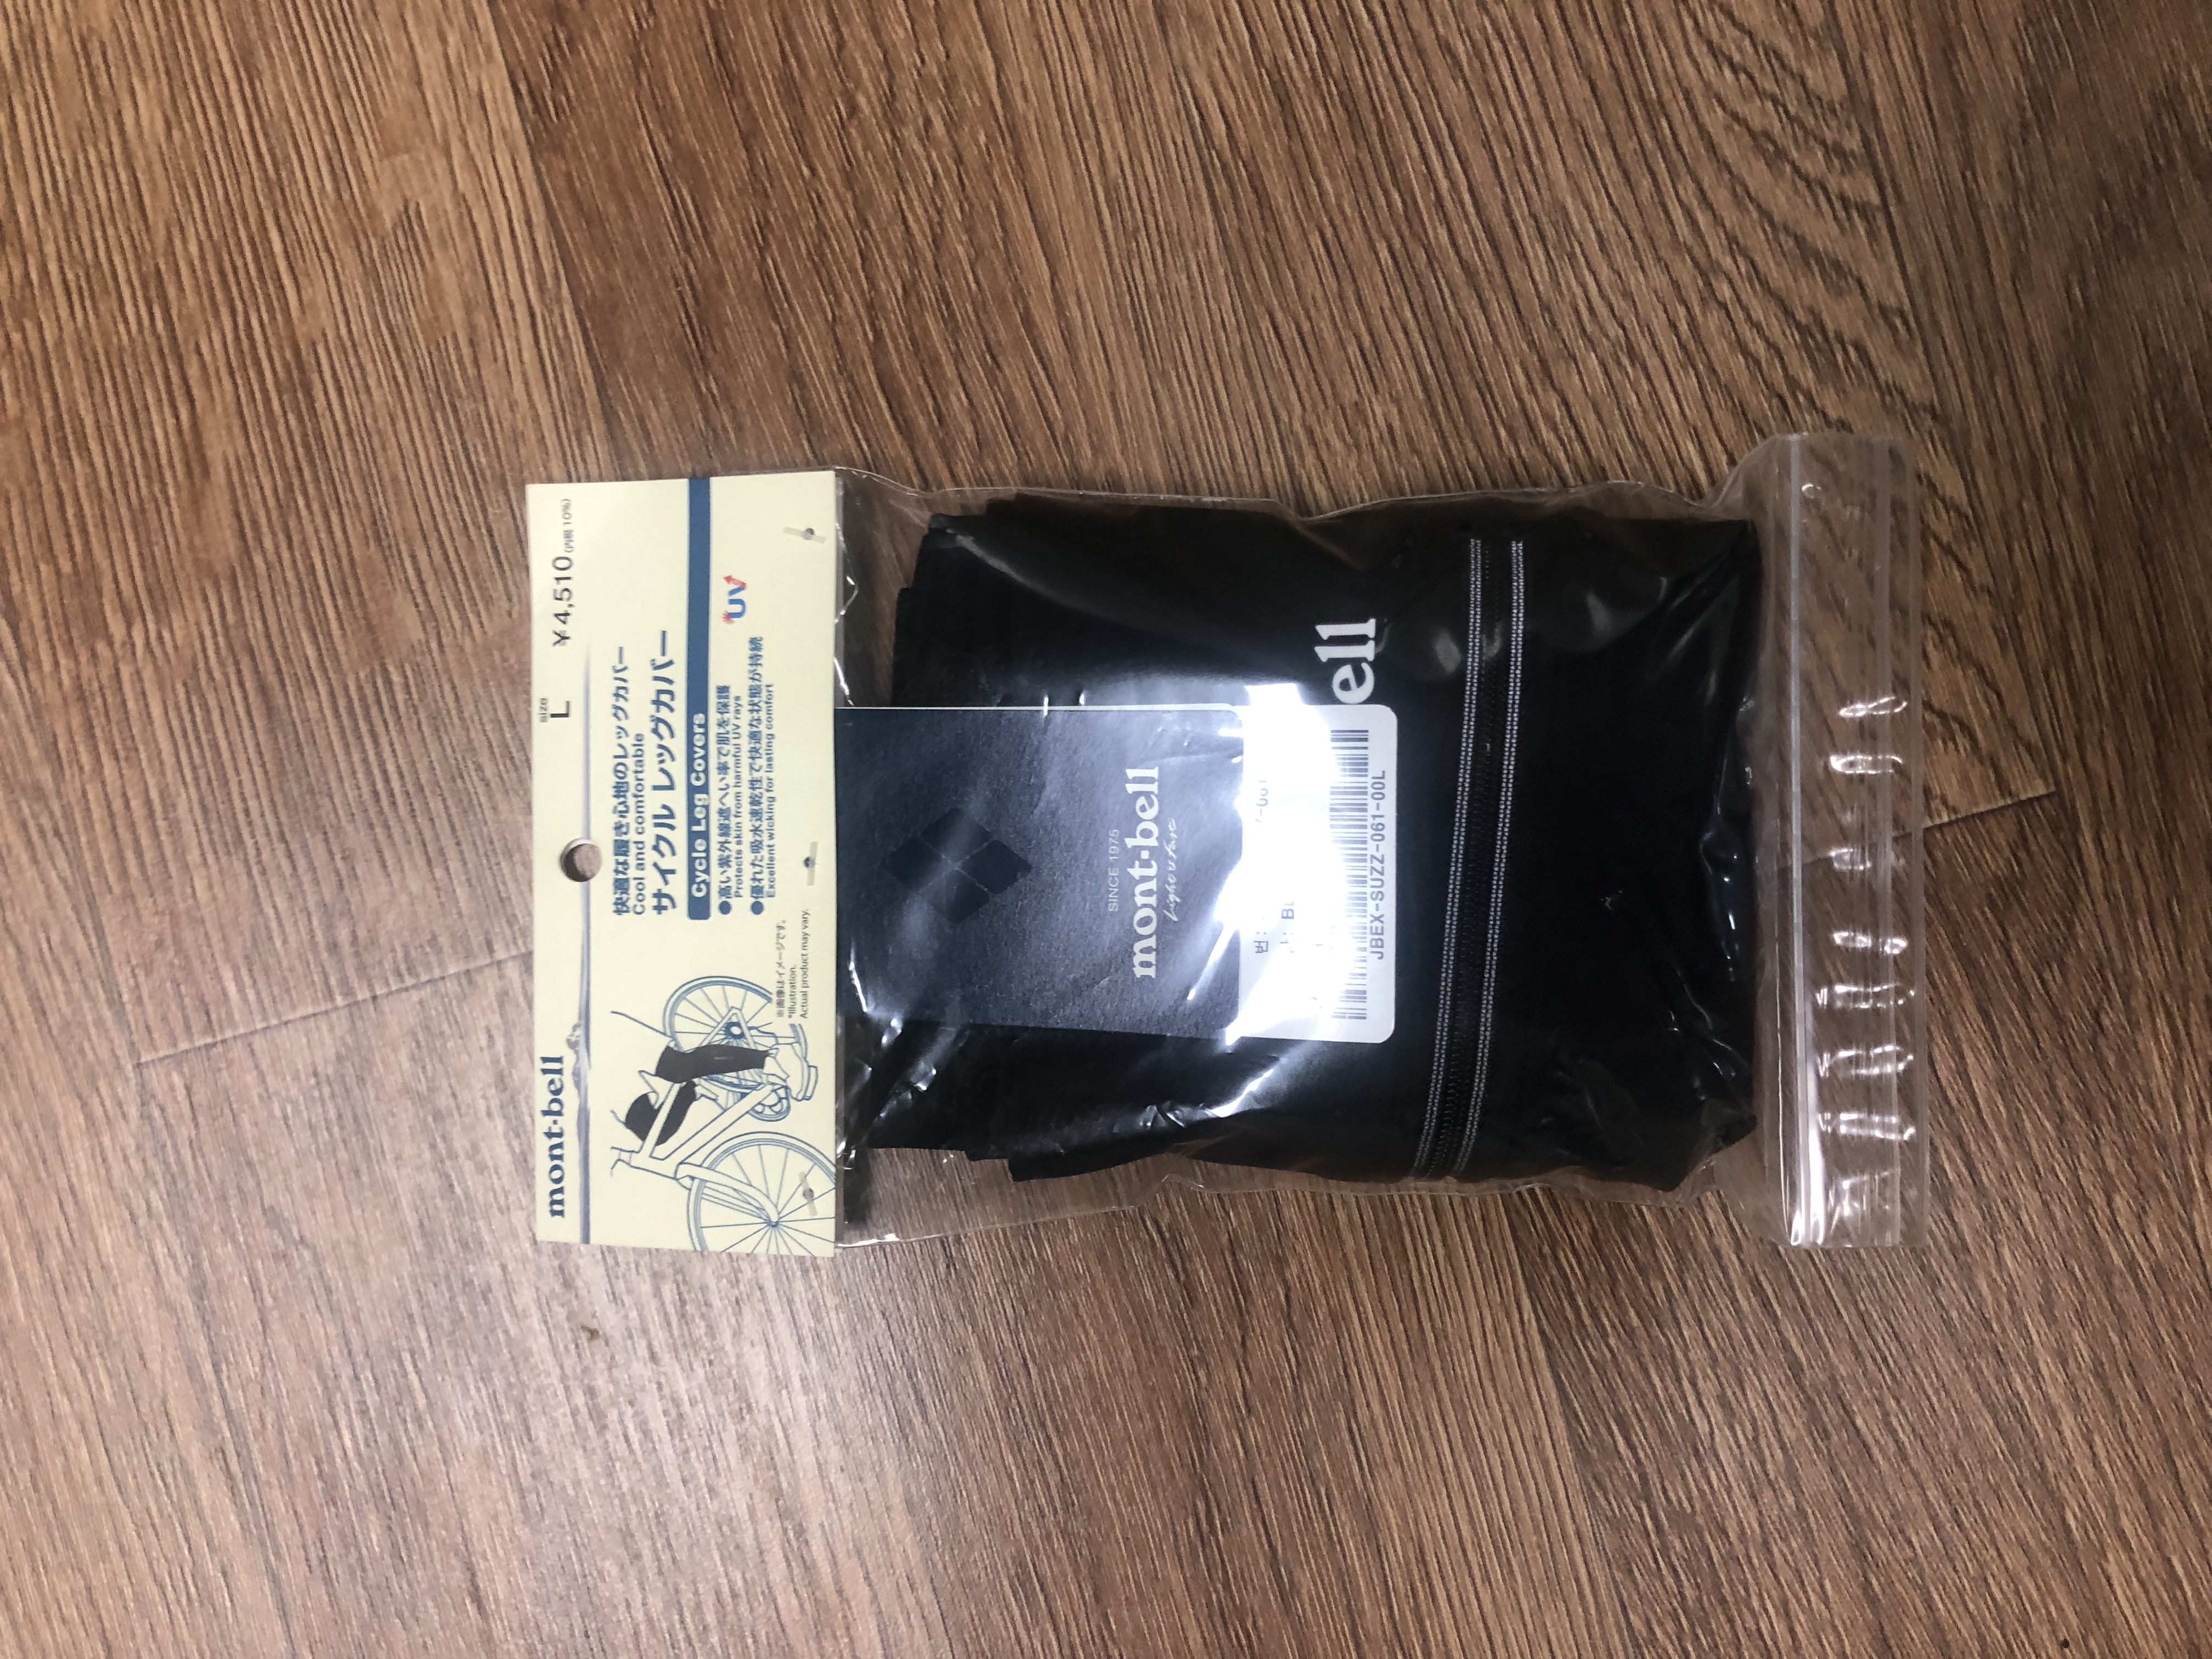 mont·bell
size
L
¥4,510(内税10%)
快適な履き心地のレッグカバー
Cool and comfortable
サイクル レッグカバー
Cycle Leg Covers
●高い紫外線遮へい率で肌を保護
Protects skin from harmful UV rays
●優れた吸水速乾性で快適な状態が持続
Excellent wicking for lasting comfort
UV
※画像はイメージです。
*Illustration.
Actual product may vary.
SINCE 1975
mont·bell
Light & Fast
ell
JBEX-SUZZ-061-00L